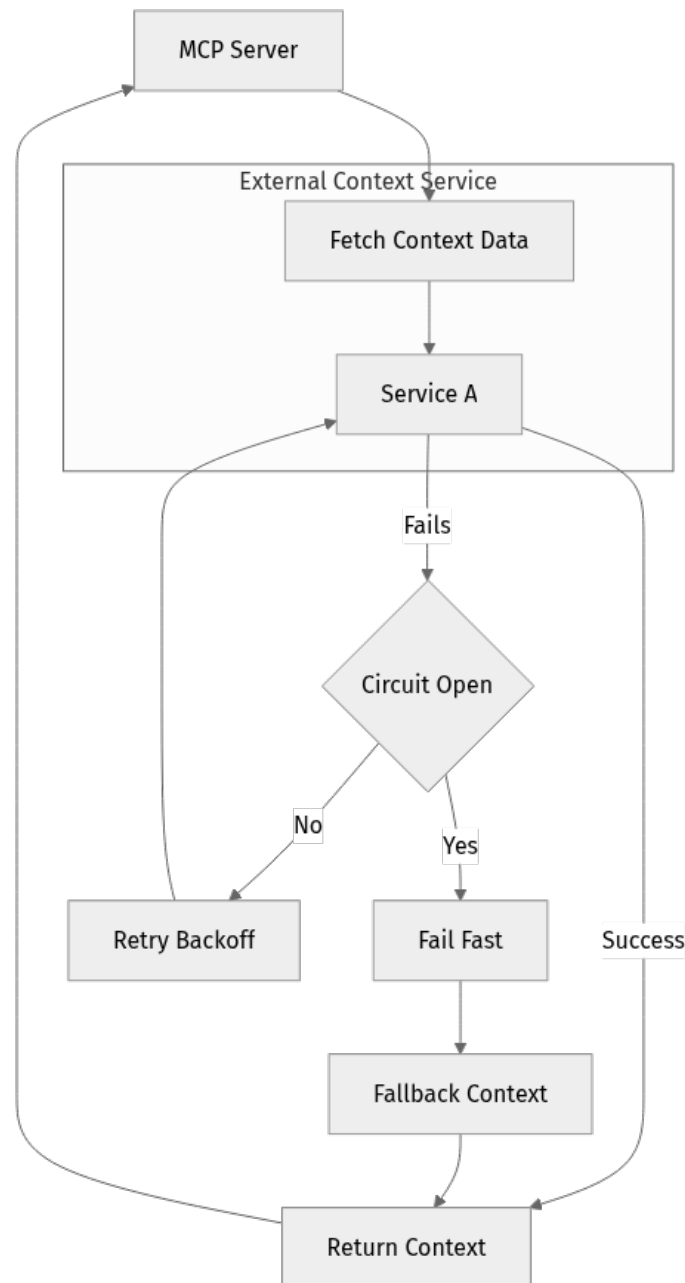 MCP Server
External Context Service
Fetch Context Data
Service A
Fails
Circuit Open
No
Yes
Retry Backoff
Fail Fast
Success
Fallback Context
Return Context